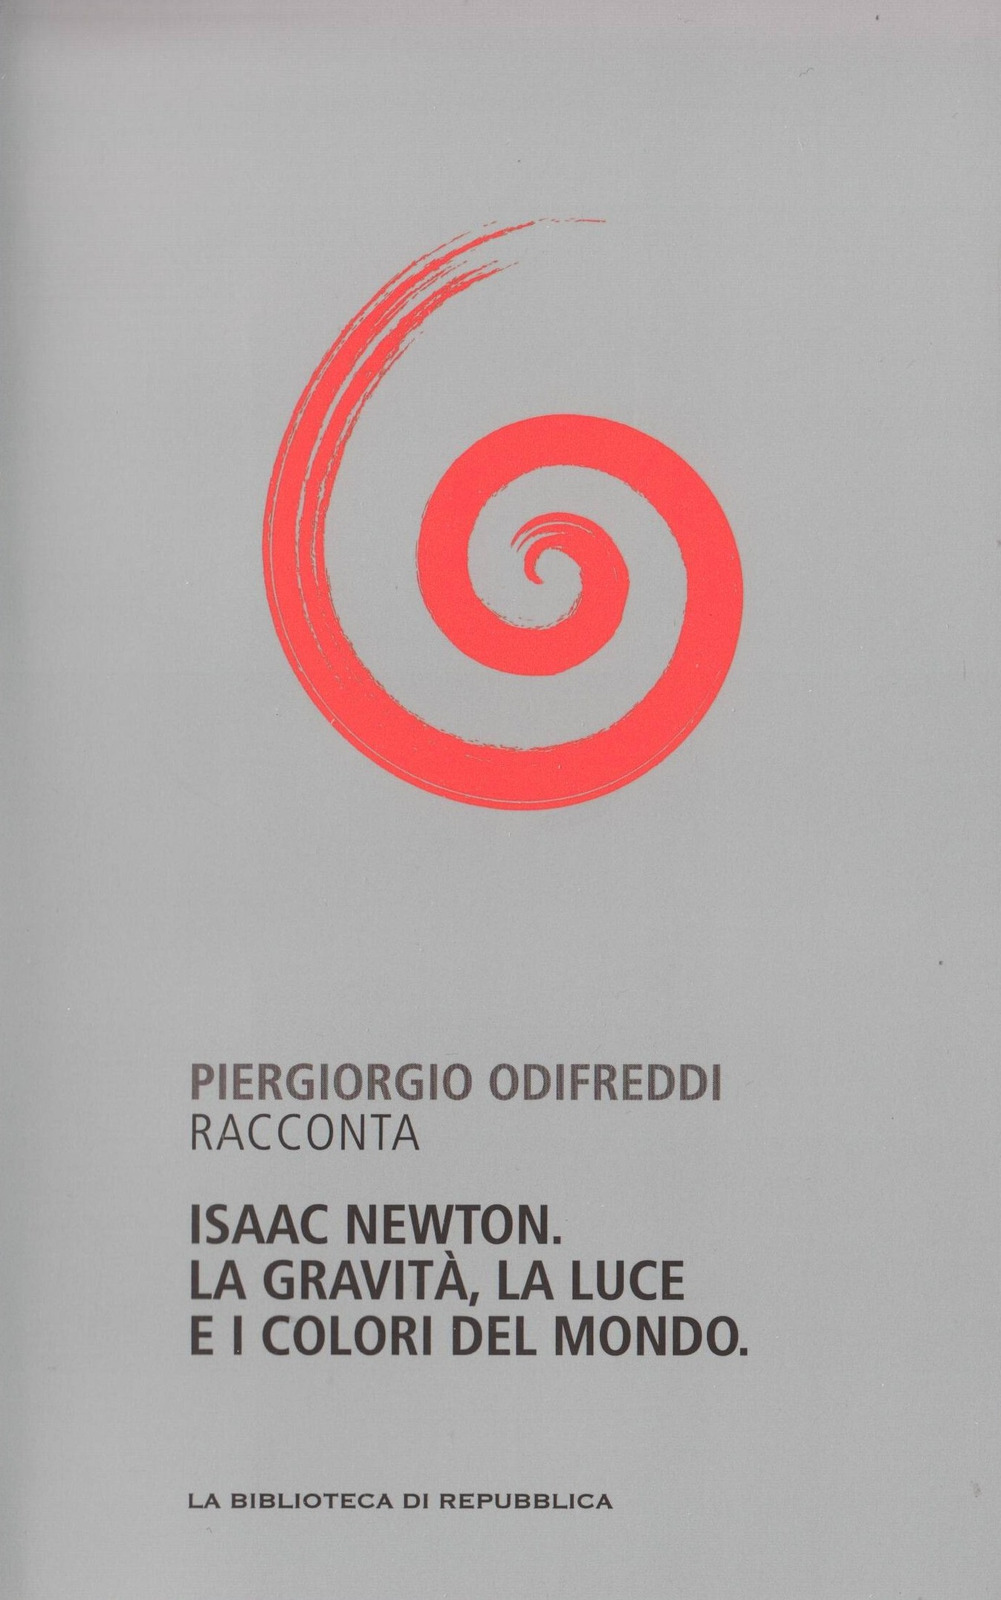 PIERGIORGIO ODIFREDDI
RACCONTA
ISAAC NEWTON.
LA GRAVITÀ, LA LUCE
E I COLORI DEL MONDO.
LA BIBLIOTECA DI REPUBBLICA